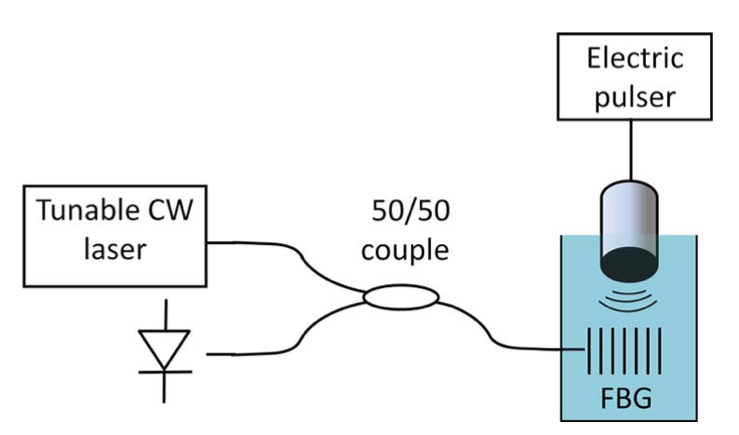 Electric
pulser
Tunable CW
laser
50/50
couple
FBG